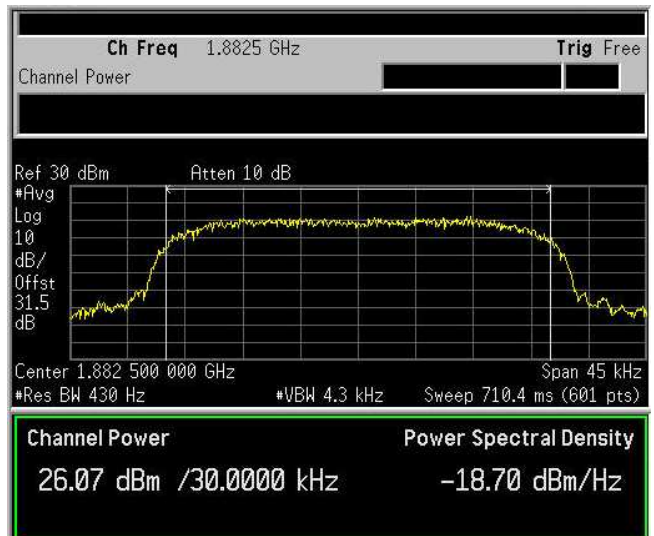 Ch Freq 1.8825 GHz Trig Free
Channel Power
Ref 30 dBm Atten 10 dB
#Avg
Log
10
dB/
Offst
31.5
dB
Center 1.882 500 000 GHz Span 45 kHz
#Res BW 430 Hz #VBW 4.3 kHz Sweep 710.4 ms (601 pts)
Channel Power Power Spectral Density
26.07 dBm /30.0000 kHz -18.70 dBm/Hz